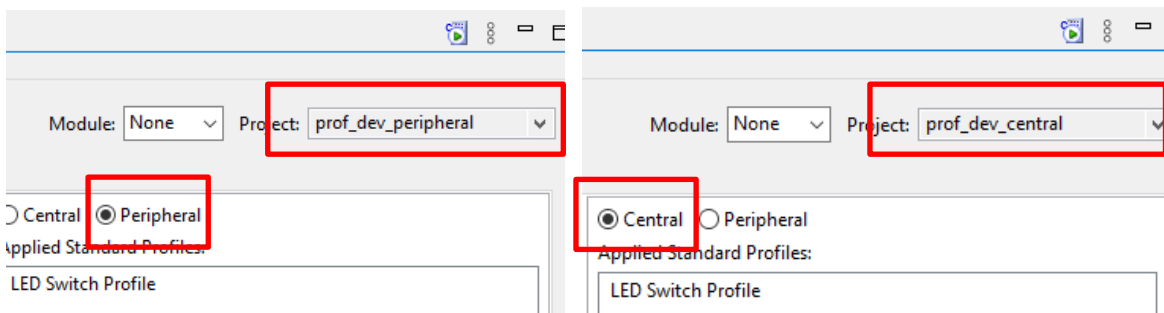 Module: None Project: prof_dev_peripheral
Central Peripheral
Applied Standard Profiles:
LED Switch Profile
Module: None Project: prof_dev_central
Central Peripheral
Applied Standard Profiles:
LED Switch Profile